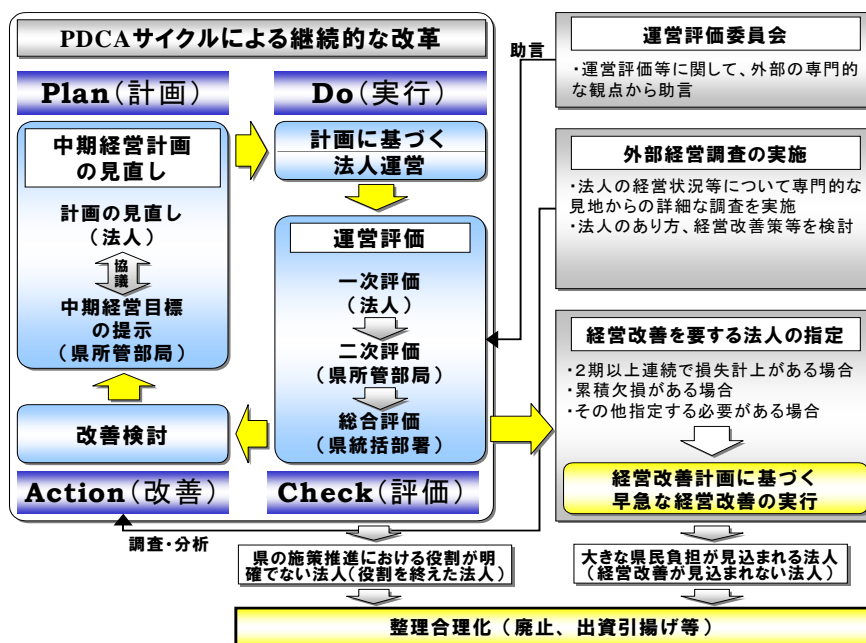 PDCAサイクルによる継続的な改革
Plan(計画)
Do(実行)
中期経営計画
の見直し
計画の見直し
(法人)
協議
中期経営目標
の提示
(県所管部局)
計画に基づく
法人運営
運営評価
一次評価
(法人)
二次評価
(県所管部局)
総合評価
(県統括部署)
改善検討
Action(改善)
Check(評価)
助言
調査・分析
運営評価委員会
・運営評価等に関して、外部の専門的
な観点から助言
外部経営調査の実施
・法人の経営状況等について専門的な
見地からの詳細な調査を実施
・法人のあり方、経営改善策等を検討
経営改善を要する法人の指定
・2期以上連続で損失計上がある場合
・累積欠損がある場合
・その他指定する必要がある場合
経営改善計画に基づく
早急な経営改善の実行
県の施策推進における役割が明
確でない法人(役割を終えた法人)
大きな県民負担が見込まれる法人
(経営改善が見込まれない法人)
整理合理化(廃止、出資引揚げ等)